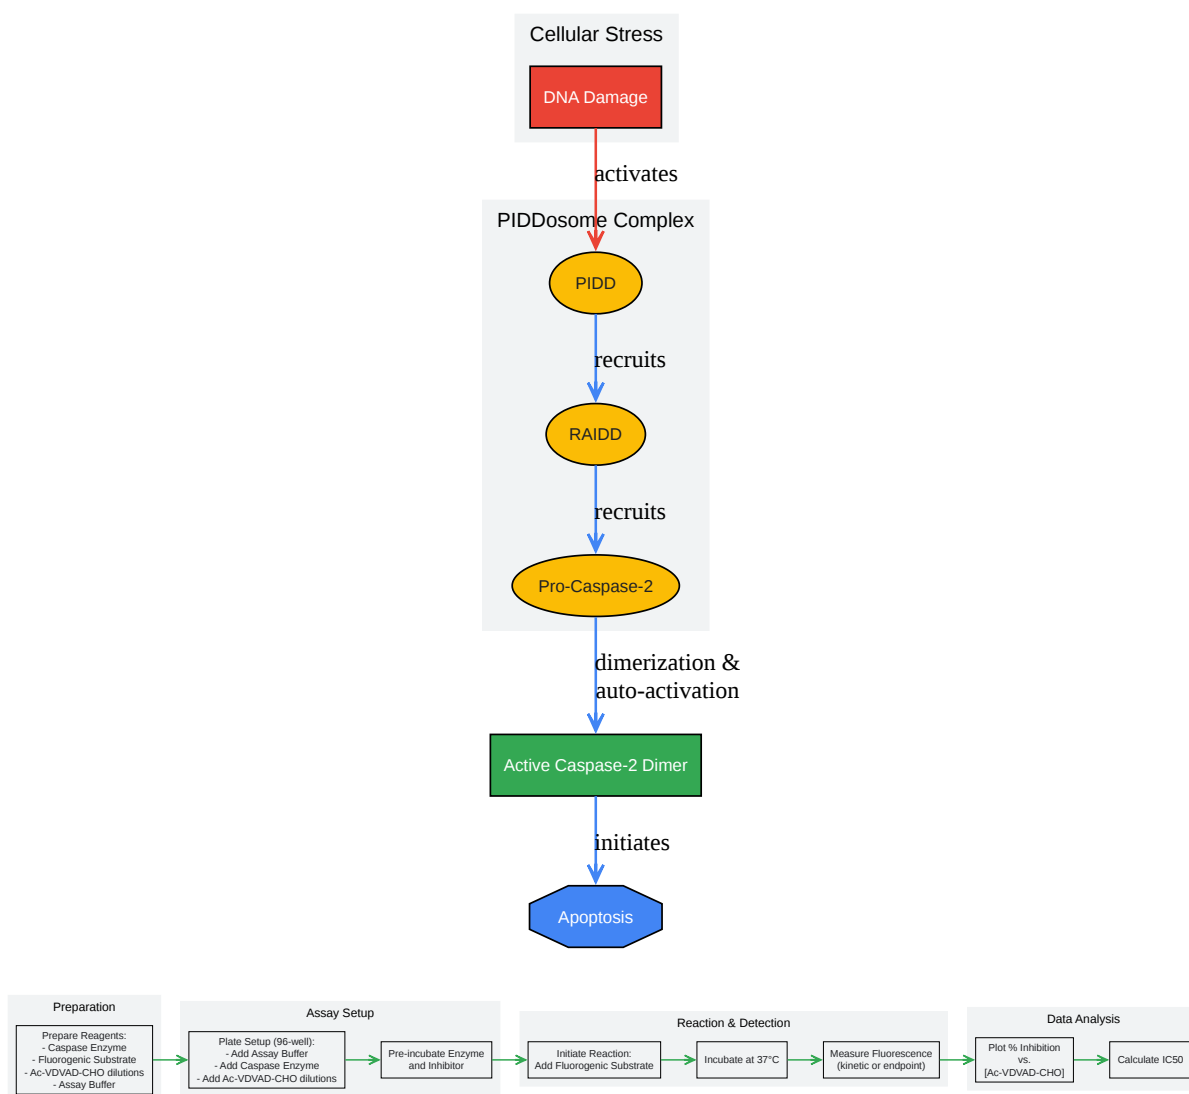 Cellular Stress
DNA Damage
activates
PIDDosome Complex
PIDD
recruits
RAIDD
recruits
Pro-Caspase-2
dimerization &
auto-activation
Active Caspase-2 Dimer
initiates
Apoptosis
Preparation
Prepare Reagents:
- Caspase Enzyme
- Fluorogenic Substrate
- Ac-VDVAD-CHO dilutions
- Assay Buffer
Assay Setup
Plate Setup (96-well):
- Add Assay Buffer
- Add Caspase Enzyme
- Add Ac-VDVAD-CHO dilutions
Pre-incubate Enzyme
and Inhibitor
Reaction & Detection
Initiate Reaction:
Add Fluorogenic Substrate
Incubate at 37°C
Measure Fluorescence
(kinetic or endpoint)
Data Analysis
Plot % Inhibition
vs.
[Ac-VDVAD-CHO]
Calculate IC50